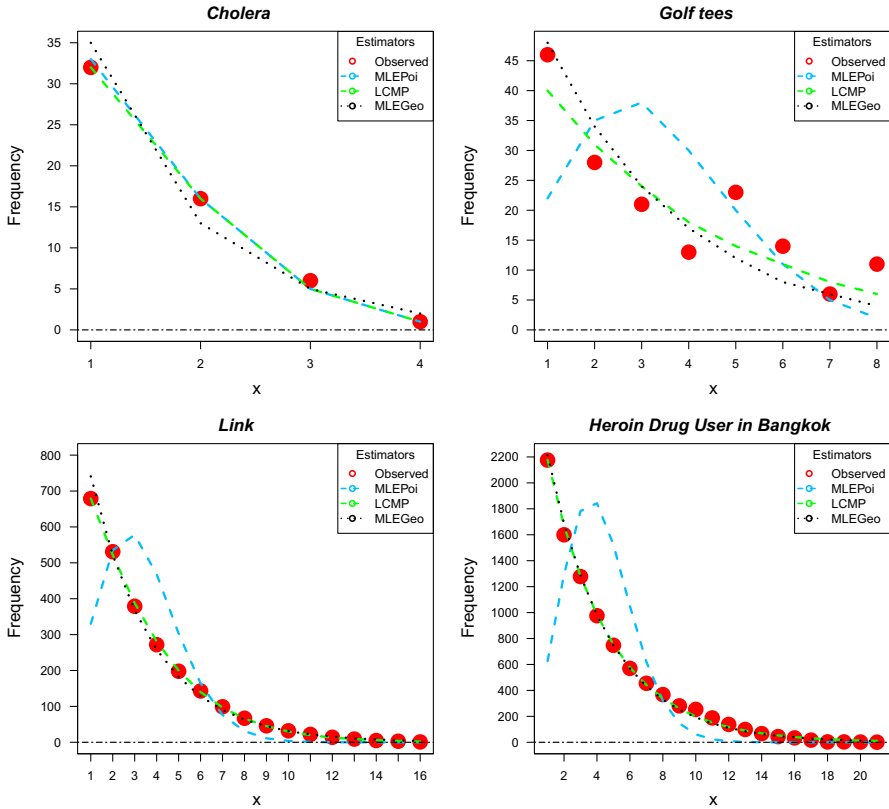 Cholera
Estimators
Observed
MLEPoi
LCMP
MLEGeo
Frequency
35
30
25
20
15
10
5
0
1 2 3 4
x
Golf tees
Estimators
Observed
MLEPoi
LCMP
MLEGeo
Frequency
45
40
35
30
25
20
15
10
5
0
1 2 3 4 5 6 7 8
x
Link
Estimators
Observed
MLEPoi
LCMP
MLEGeo
Frequency
800
700
600
500
400
300
200
100
0
1 2 3 4 5 6 7 8 10 12 14 16
x
Heroin Drug User in Bangkok
Estimators
Observed
MLEPoi
LCMP
MLEGeo
Frequency
2200
2000
1800
1600
1400
1200
1000
800
600
400
200
0
2 4 6 8 10 12 14 16 18 20
x